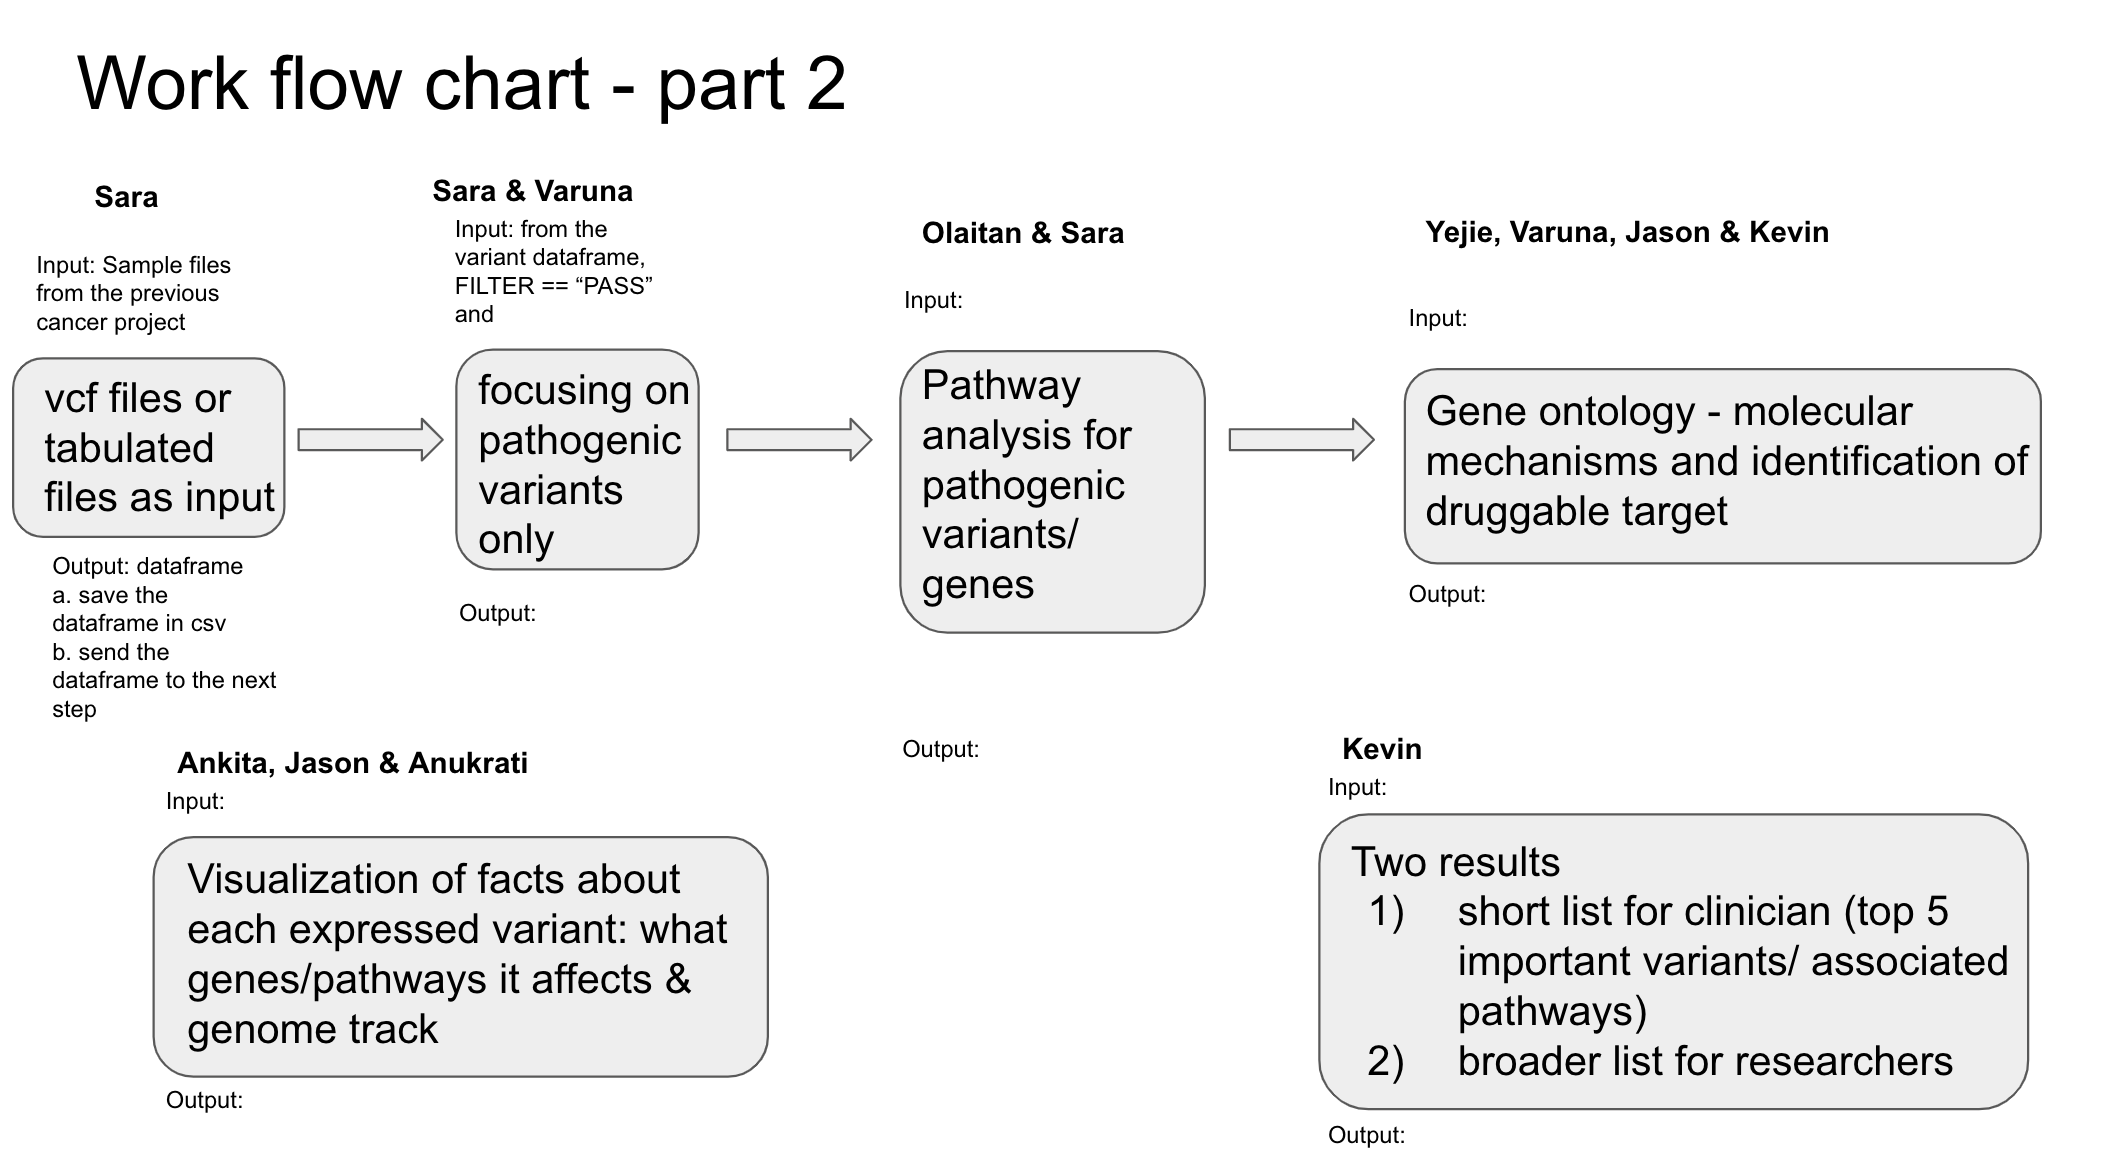 Work flow chart - part 2
Sara
Input: Sample files
from the previous
cancer project
vcf files or
tabulated
files as input
Output: dataframe
a. save the
dataframe in csv
b. send the
dataframe to the next
step
Sara & Varuna
Input: from the
variant dataframe,
FILTER == “PASS”
and
focusing on
pathogenic
variants
only
Output:
Olaitan & Sara
Input:
Pathway
analysis for
pathogenic
variants/
genes
Output:
Yejie, Varuna, Jason & Kevin
Input:
Gene ontology - molecular
mechanisms and identification of
druggable target
Output:
Ankita, Jason & Anukrati
Input:
Visualization of facts about
each expressed variant: what
genes/pathways it affects &
genome track
Output:
Kevin
Input:
Two results
1) short list for clinician (top 5
important variants/ associated
pathways)
2) broader list for researchers
Output: